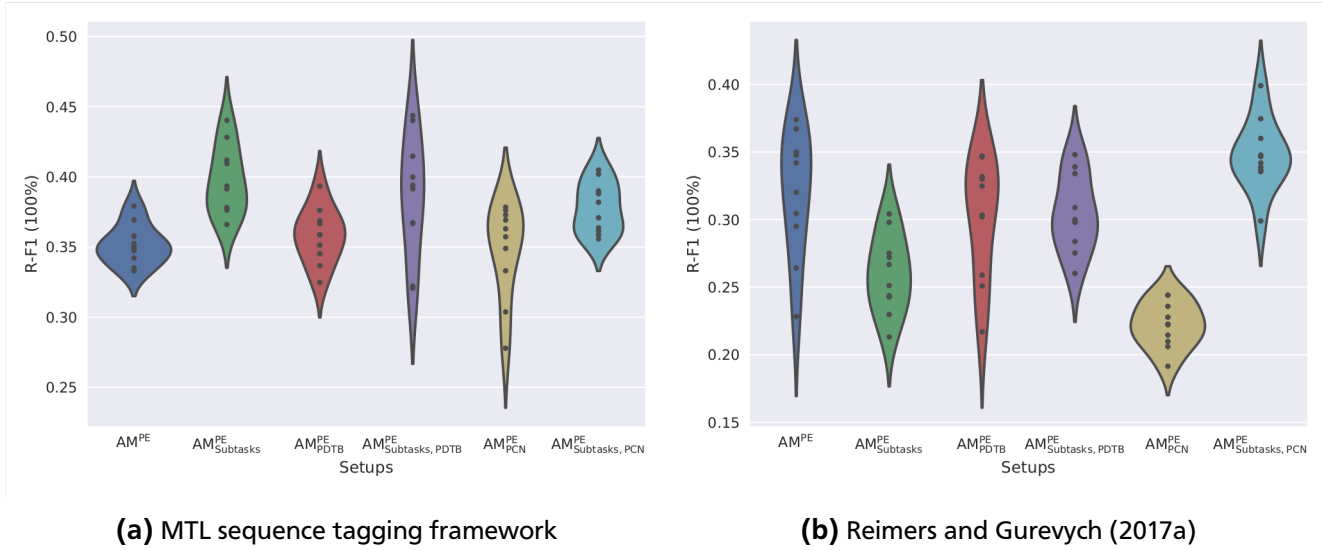 0.50
0.45
0.40
0.35
0.30
0.25
R-F1 (100%)
AM^PE
AM^PE_Subtasks
AM^PE_PDTB
AM^PE_Subtasks, PDTB
AM^PE_PCN
AM^PE_Subtasks, PCN
Setups
(a) MTL sequence tagging framework
0.40
0.35
0.30
0.25
0.20
0.15
R-F1 (100%)
AM^PE
AM^PE_Subtasks
AM^PE_PDTB
AM^PE_Subtasks, PDTB
AM^PE_PCN
AM^PE_Subtasks, PCN
Setups
(b) Reimers and Gurevych (2017a)